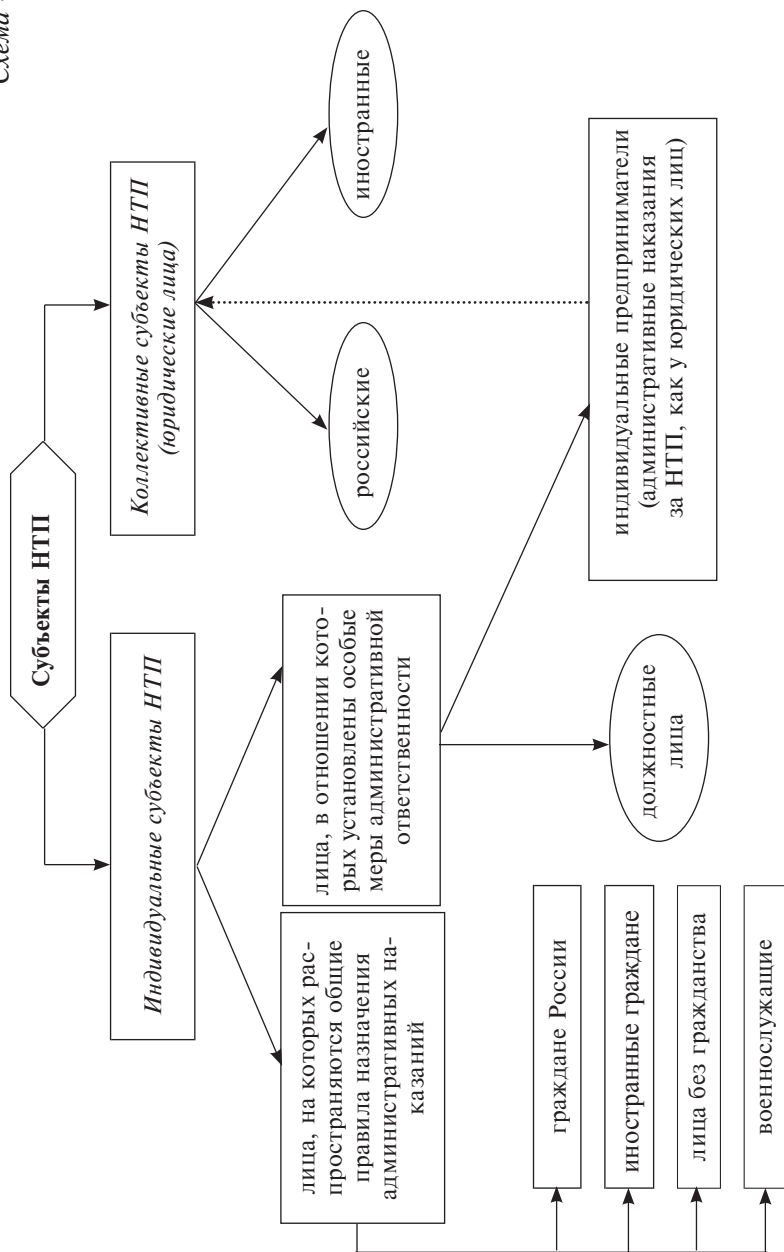 Схема
Субъекты НТП
Индивидуальные субъекты НТП
Коллективные субъекты НТП
(юридические лица)
лица, на которых рас-
пространяются общие
правила назначения
административных на-
казаний
лица, в отношении кото-
рых установлены особые
меры административной
ответственности
российские
иностранные
граждане России
иностранные граждане
лица без гражданства
военнослужащие
должностные
лица
индивидуальные предприниматели
(административные наказания
за НТП, как у юридических лиц)